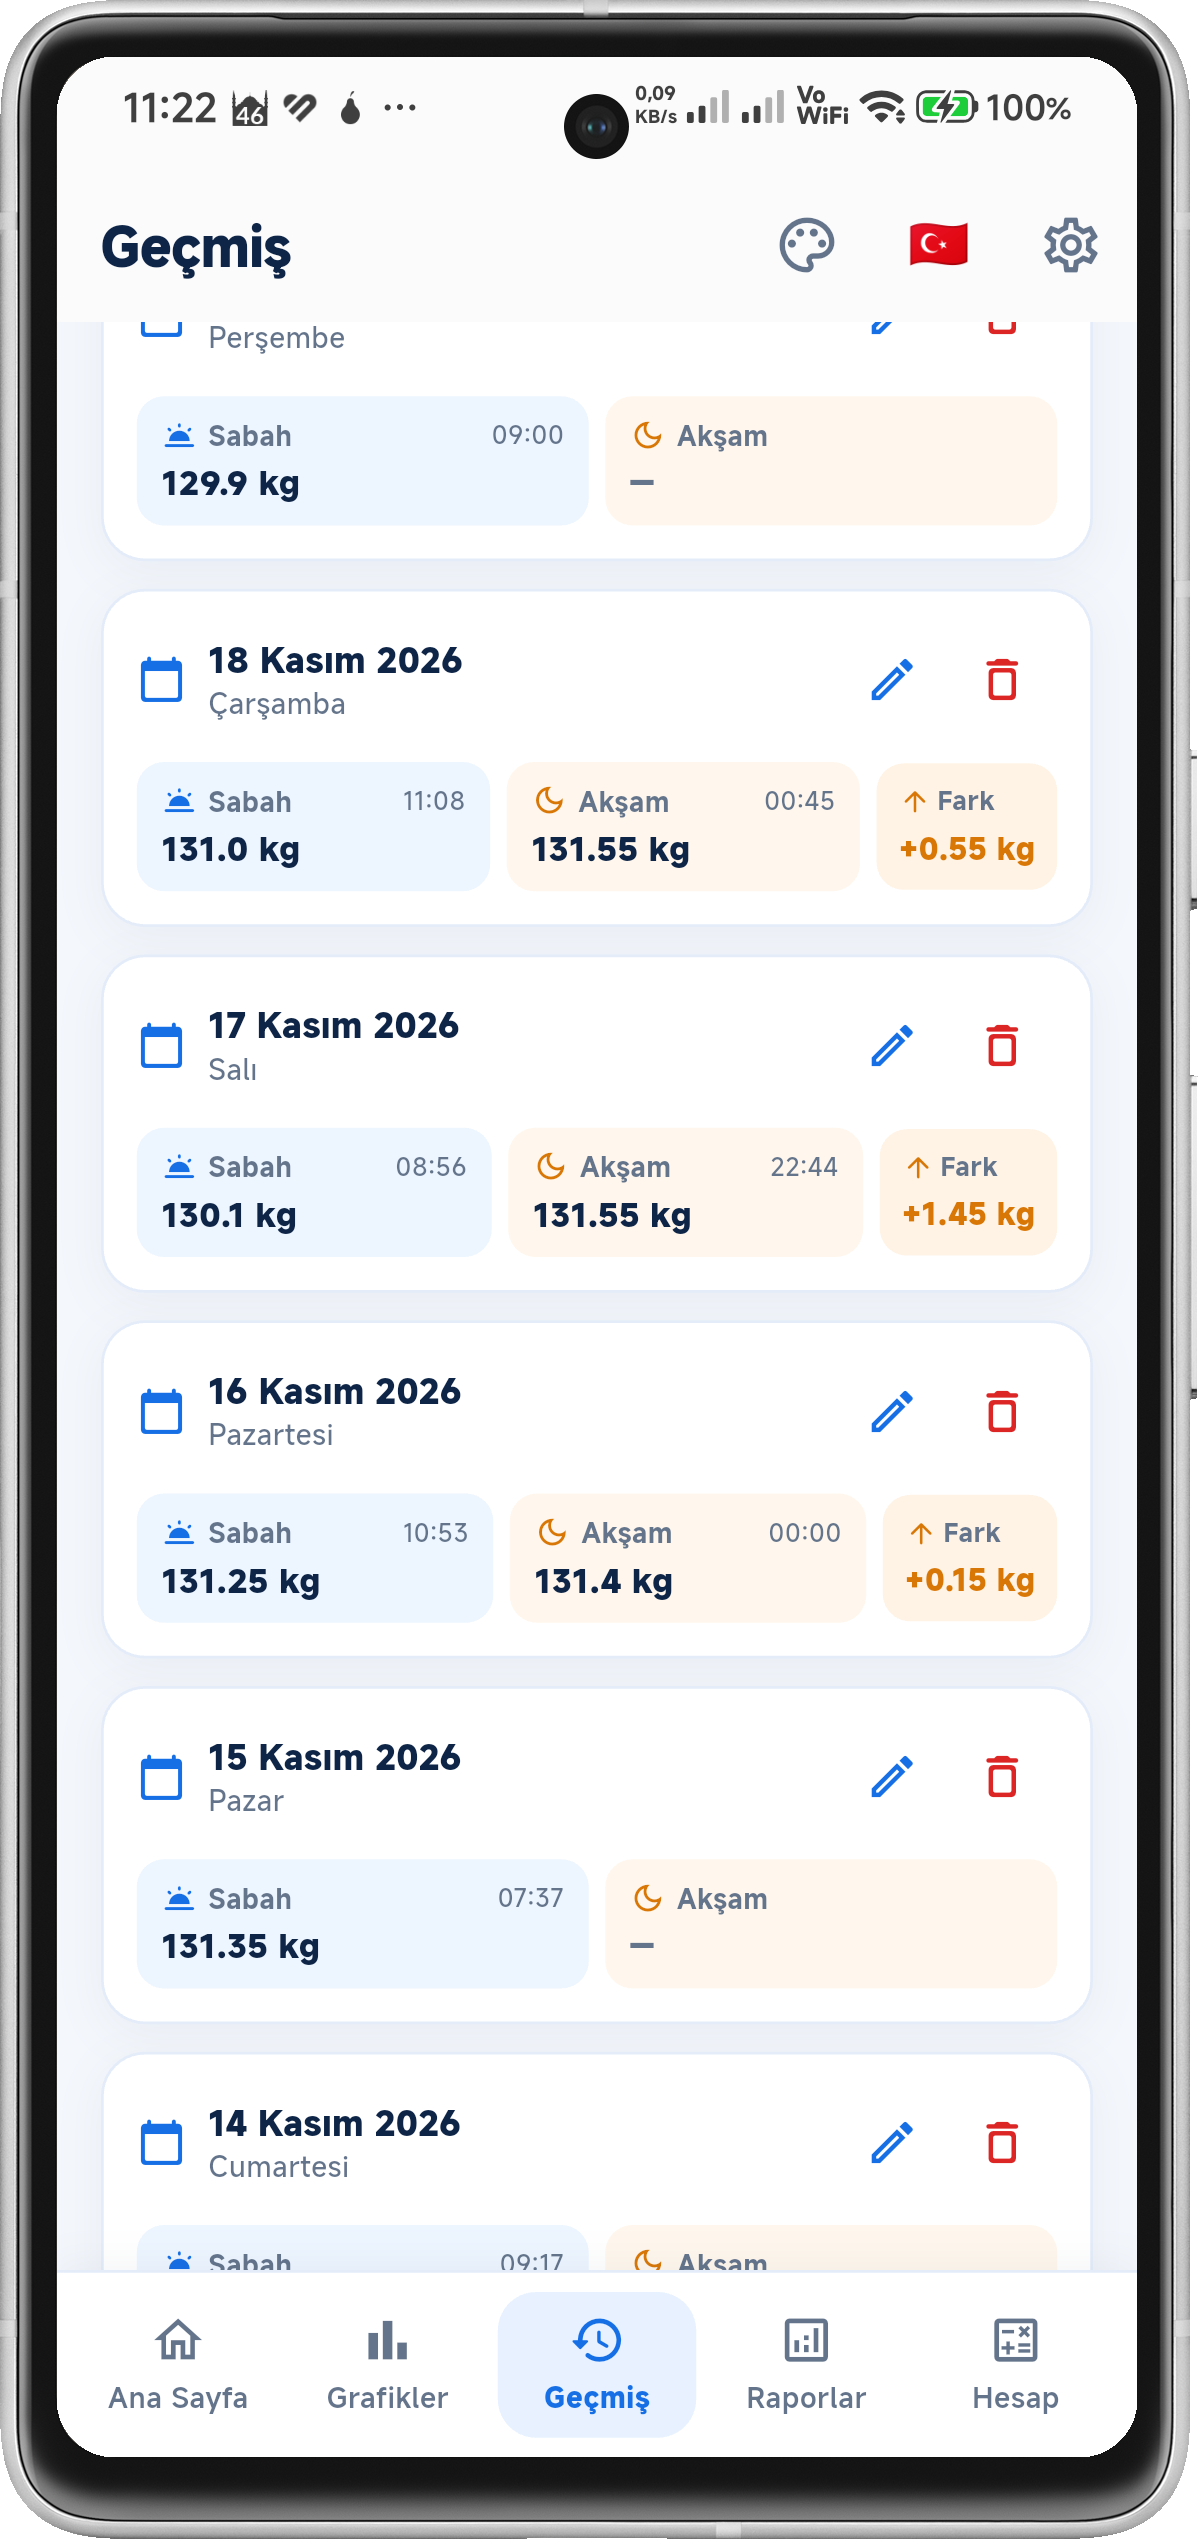 11:22 46 ... 0,09 KB/s Vo WiFi 100%
Geçmiş
Perşembe
Sabah 09:00 Akşam
129.9 kg –
18 Kasım 2026
Çarşamba
Sabah 11:08 Akşam 00:45 Fark
131.0 kg 131.55 kg +0.55 kg
17 Kasım 2026
Salı
Sabah 08:56 Akşam 22:44 Fark
130.1 kg 131.55 kg +1.45 kg
16 Kasım 2026
Pazartesi
Sabah 10:53 Akşam 00:00 Fark
131.25 kg 131.4 kg +0.15 kg
15 Kasım 2026
Pazar
Sabah 07:37 Akşam
131.35 kg –
14 Kasım 2026
Cumartesi
Sabah 09:17 Akşam
Ana Sayfa Grafikler Geçmiş Raporlar Hesap